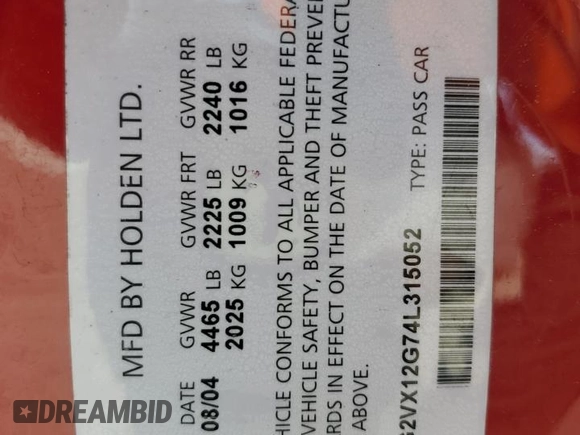 MFD BY HOLDEN LTD.
DATE GVWR GVWR FRT GVWR RR
08/04 4465 LB 2225 LB 2240 LB
2025 KG 1009 KG 1016 KG
HICLE CONFORMS TO ALL APPLICABLE FEDERA
VEHICLE SAFETY, BUMPER AND THEFT PREVE
RDS IN EFFECT ON THE DATE OF MANUFACTU
ABOVE.
G2VX12G74L315052 TYPE: PASS CAR
DREAMBID